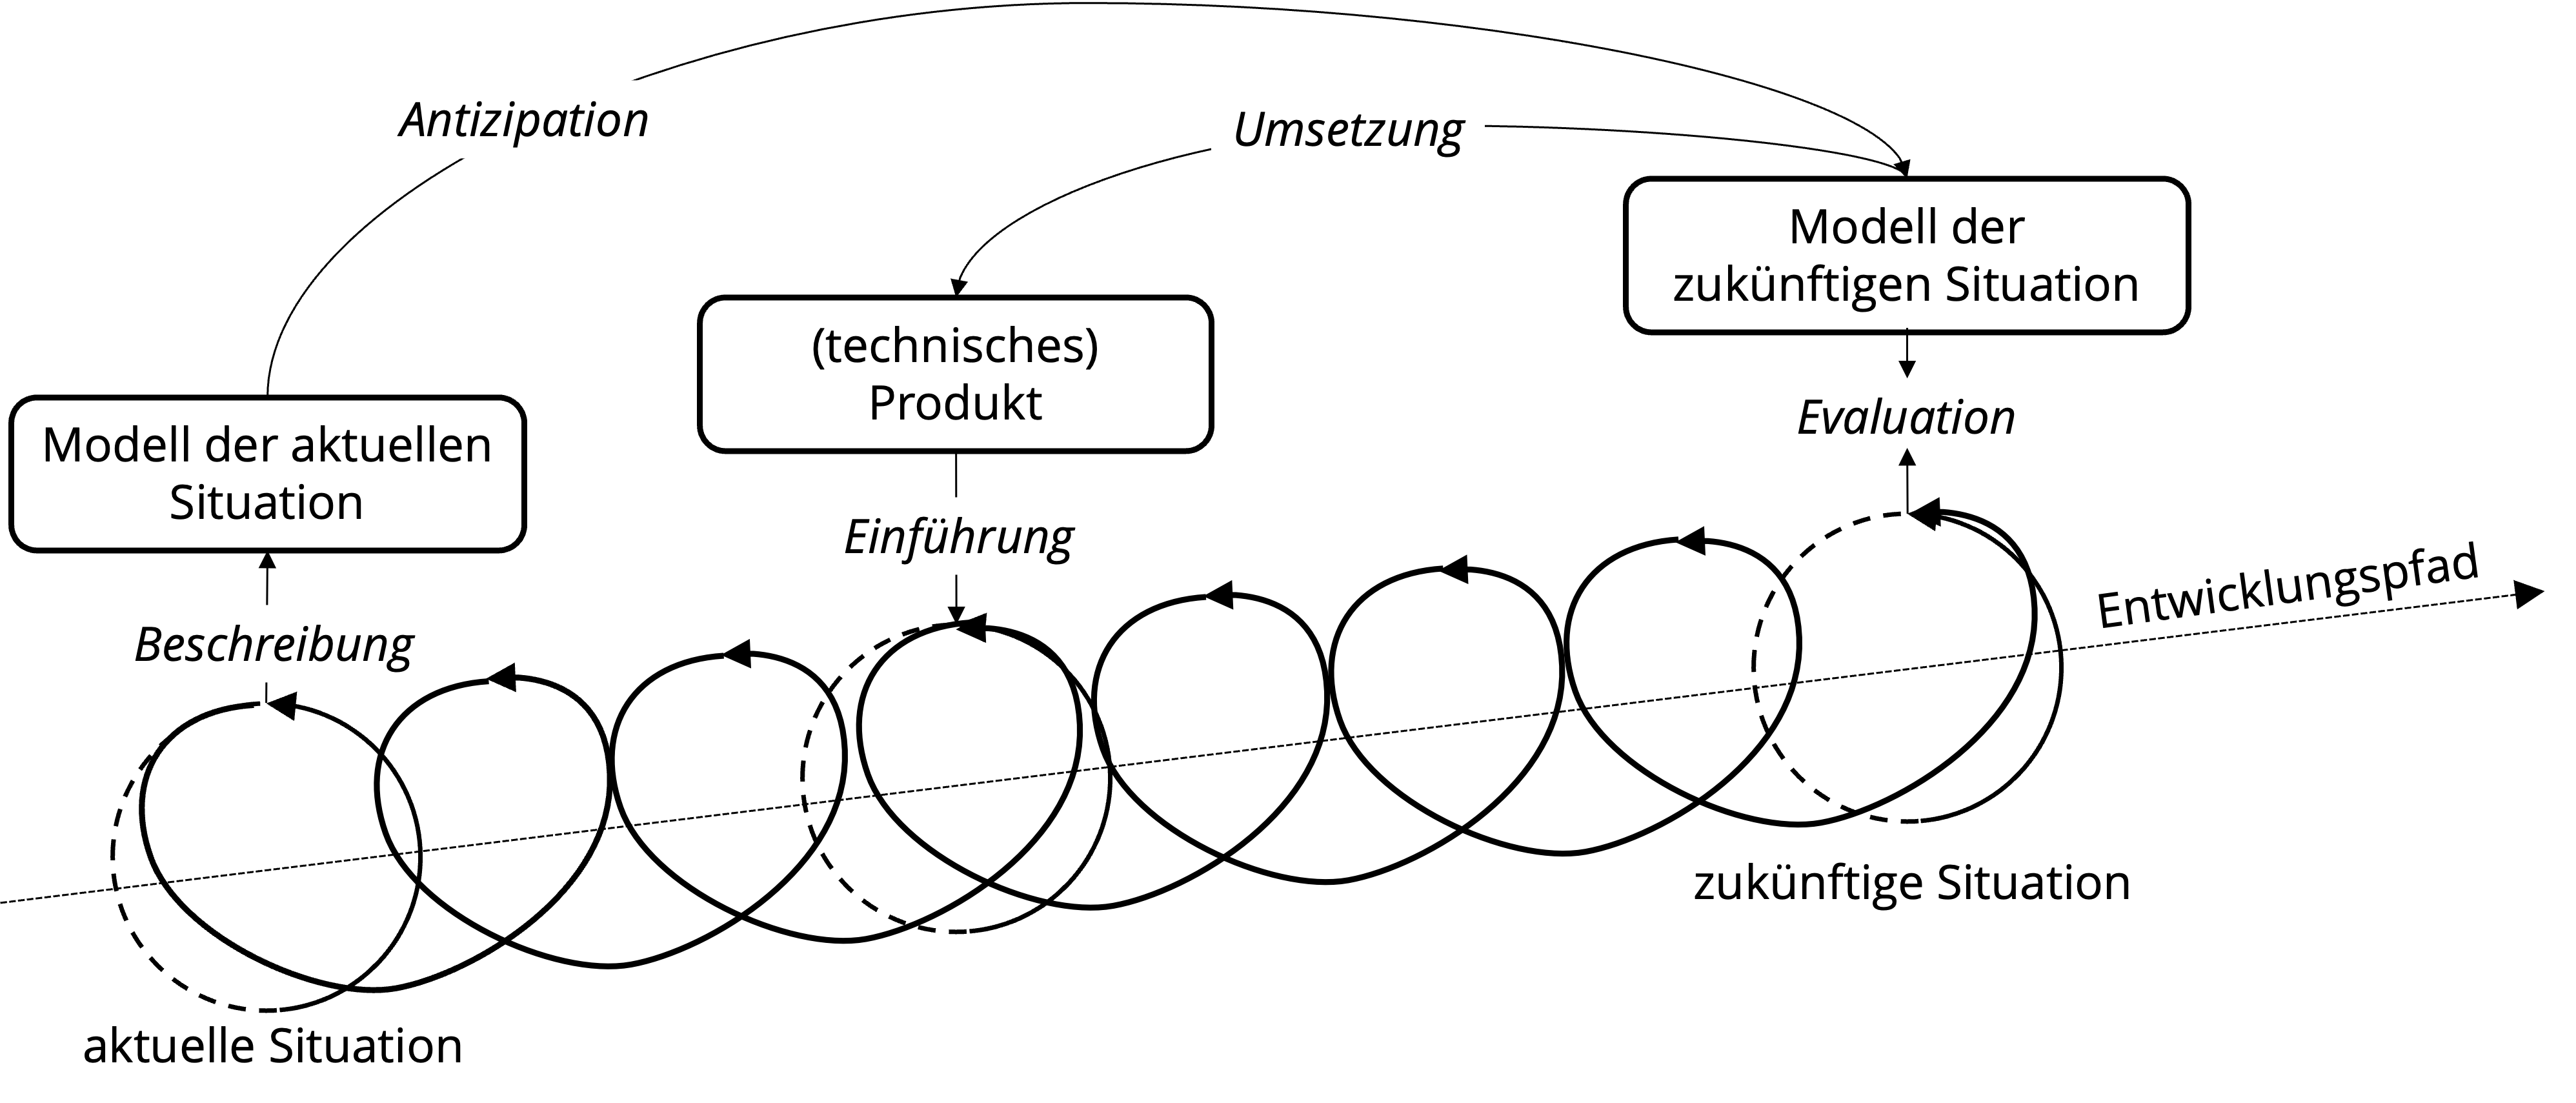 Antizipation
Umsetzung
Modell der
zukünftigen Situation
(technisches)
Produkt
Modell der aktuellen
Situation
Evaluation
Einführung
Entwicklungspfad
Beschreibung
zukünftige Situation
aktuelle Situation